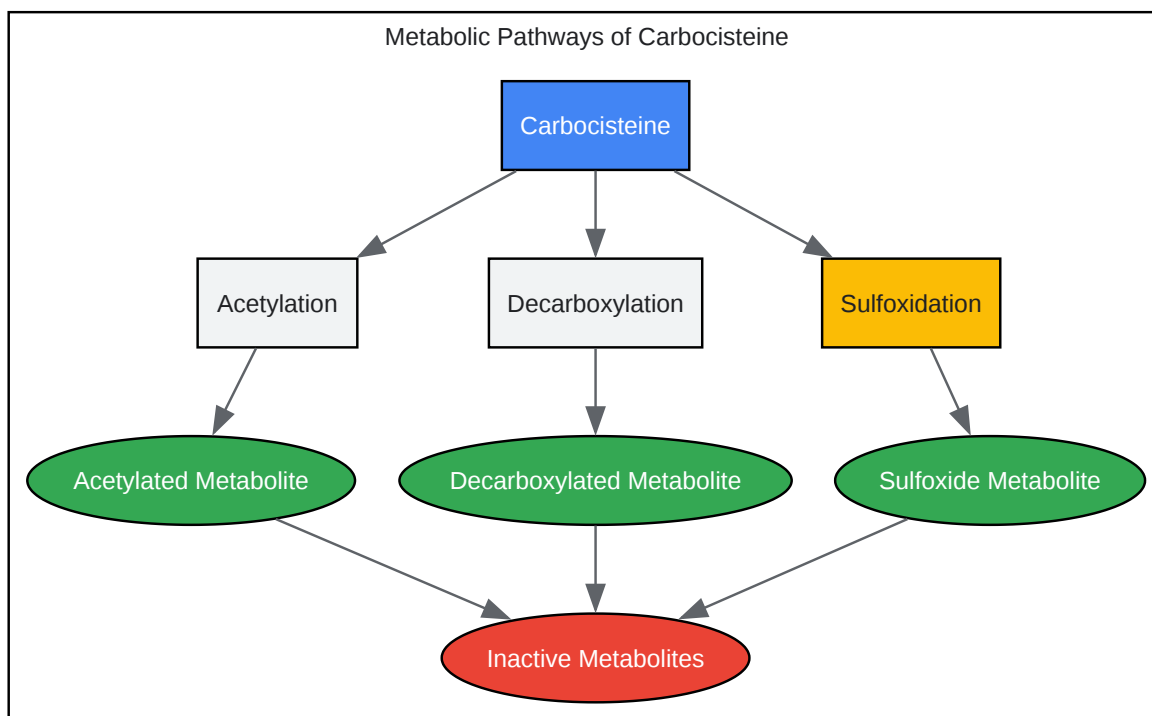 Metabolic Pathways of Carbocisteine
Carbocisteine
Acetylation
Decarboxylation
Sulfoxidation
Acetylated Metabolite
Decarboxylated Metabolite
Sulfoxide Metabolite
Inactive Metabolites